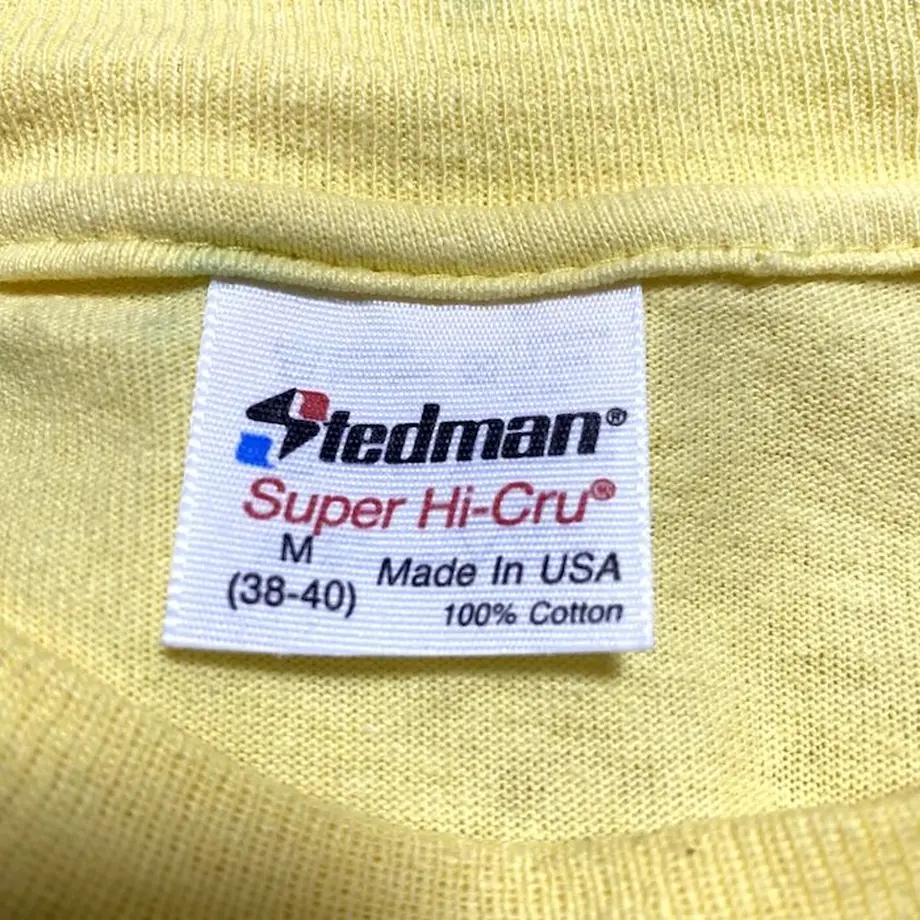 Stedman®
Super Hi-Cru®
M
(38-40)
Made In USA
100% Cotton